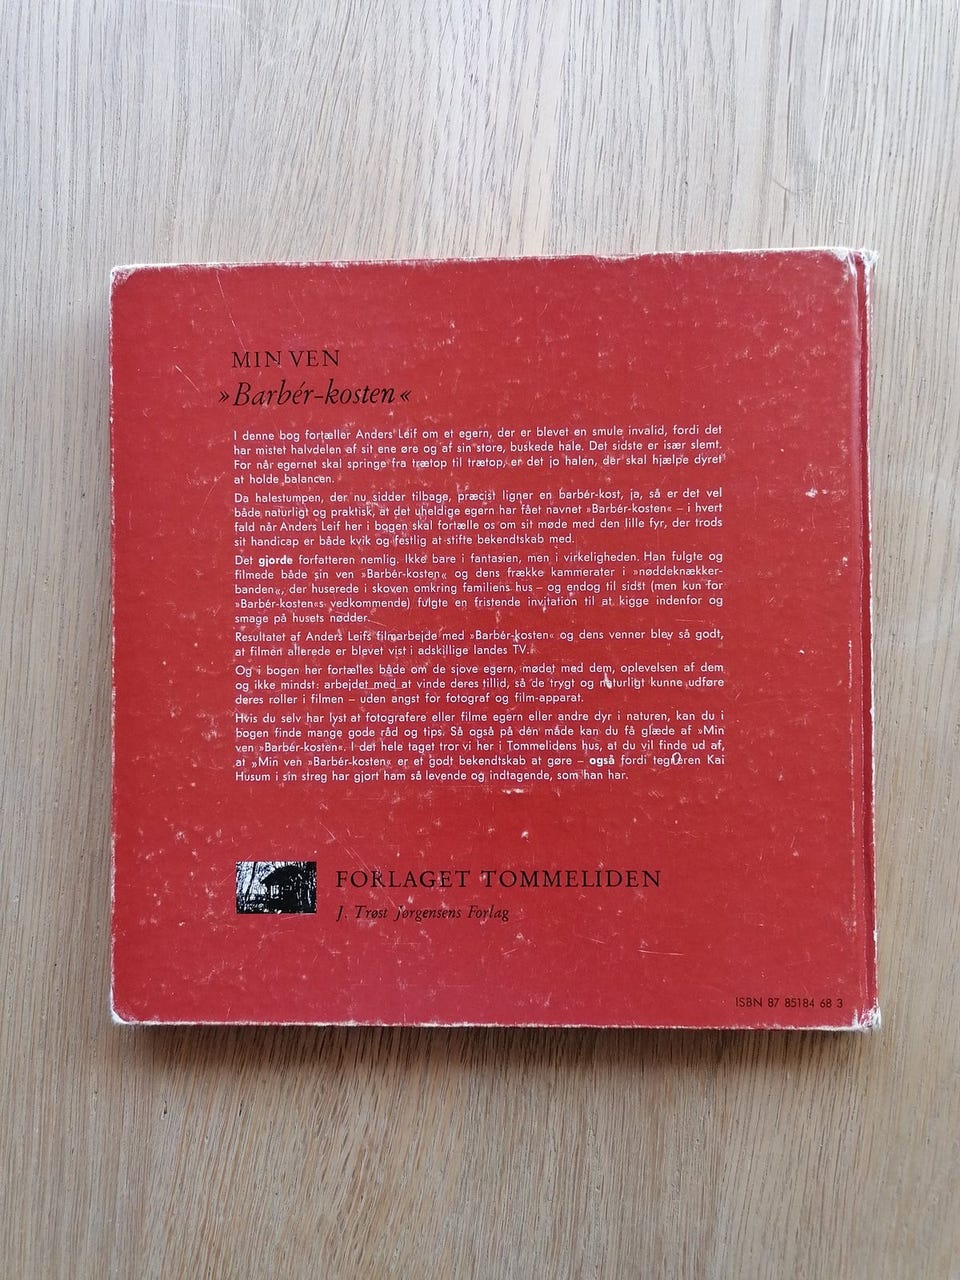 MIN VEN
»Barbér-kosten«
I denne bog fortæller Anders Leif om et egern, der er blevet en smule invalid, fordi det
har mistet halvdelen af sit ene øre og af sin store, buskede hale. Det sidste er især slemt.
For når egernet skal springe fra trætop til trætop, er det jo halen, der skal hjælpe dyret
at holde balancen.
Da halestumpen, der nu sidder tilbage, præcist ligner en barbér-kost, ja, så er det vel
både naturligt og praktisk, at det uheldige egern har fået navnet »Barbér-kosten« – i hvert
fald når Anders Leif her i bogen skal fortælle os om sit møde med den lille fyr, der trods
sit handicap er både kvik og festlig at stifte bekendtskab med.
Det gjorde forfatteren nemlig. Ikke bare i fantasien, men i virkeligheden. Han fulgte og
filmede både sin ven »Barbér-kosten« og dens frække kammerater i »nøddeknækker-
banden«, der huserede i skoven omkring familiens hus – og endog til sidst (men kun for
»Barbér-kosten«s vedkommende) fulgte en fristende invitation til at kigge indenfor og
smage på husets nødder.
Resultatet af Anders Leifs filmarbejde med »Barbér-kosten« og dens venner blev så godt,
at filmen allerede er blevet vist i adskillige landes TV.
Og i bogen her fortælles både om de sjove egern, mødet med dem, oplevelsen af dem
og ikke mindst: arbejdet med at vinde deres tillid, så de trygt og naturligt kunne udføre
deres roller i filmen – uden angst for fotograf og film-apparat.
Hvis du selv har lyst at fotografere eller filme egern eller andre dyr i naturen, kan du i
bogen finde mange gode råd og tips. Så også på den måde kan du få glæde af »Min
ven »Barbér-kosten«. I det hele taget tror vi her i Tommelidens hus, at du vil finde ud af,
at »Min ven »Barbér-kosten« er et godt bekendtskab at gøre – også fordi tegneren Kai
Husum i sin streg har gjort ham så levende og indtagende, som han har.
FORLAGET TOMMELIDEN
J. Trøst Jørgensens Forlag
ISBN 87 85184 68 3